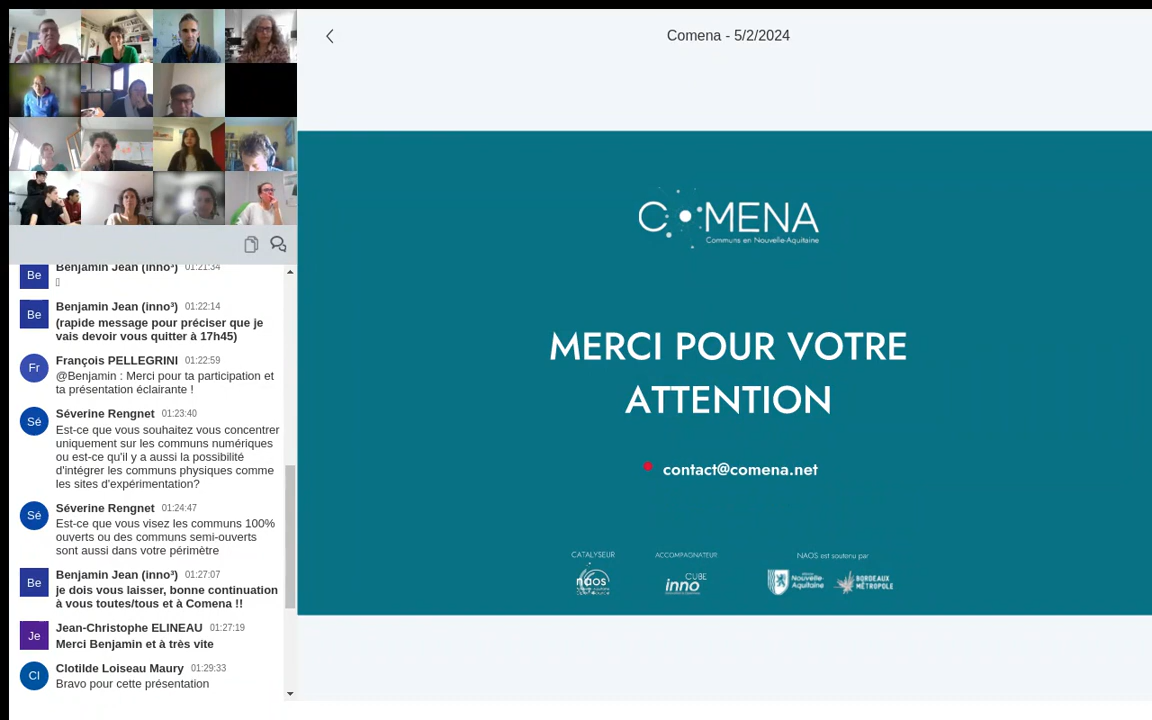 Comena - 5/2/2024
Be
Benjamin Jean (inno³) 01:21:34
Be
Benjamin Jean (inno³) 01:22:14
(rapide message pour préciser que je
vais devoir vous quitter à 17h45)
Fr
François PELLEGRINI 01:22:59
@Benjamin : Merci pour ta participation et
ta présentation éclairante !
Sé
Séverine Rengnet 01:23:40
Est-ce que vous souhaitez vous concentrer
uniquement sur les communs numériques
ou est-ce qu'il y a aussi la possibilité
d'intégrer les communs physiques comme
les sites d'expérimentation?
Sé
Séverine Rengnet 01:24:47
Est-ce que vous visez les communs 100%
ouverts ou des communs semi-ouverts
sont aussi dans votre périmètre
Be
Benjamin Jean (inno³) 01:27:07
je dois vous laisser, bonne continuation
à vous toutes/tous et à Comena !!
Je
Jean-Christophe ELINEAU 01:27:19
Merci Benjamin et à très vite
Cl
Clotilde Loiseau Maury 01:29:33
Bravo pour cette présentation
COMENA
Communs en Nouvelle-Aquitaine
MERCI POUR VOTRE
ATTENTION
contact@comena.net
CATALYSEUR
naos
ACCOMPAGNATEUR
inno CUBE
NAOS est soutenu par
Nouvelle-
Aquitaine
BORDEAUX
MÉTROPOLE